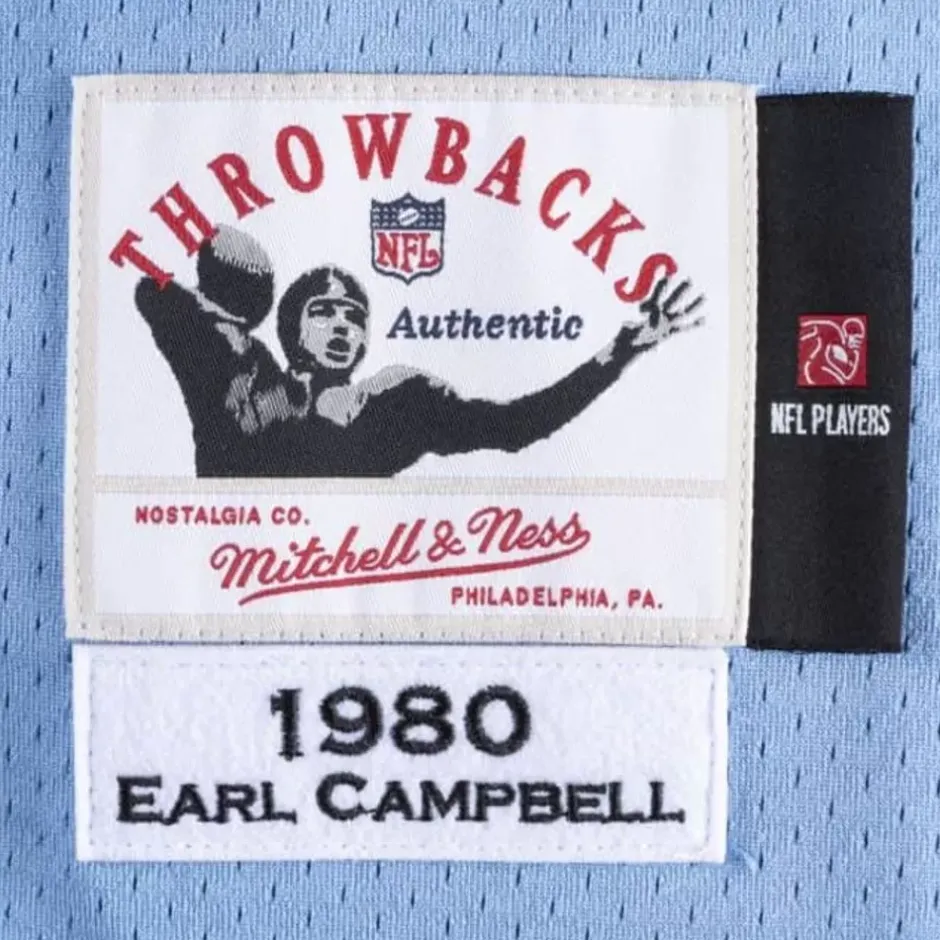 THROWBACKS
NFL
Authentic
NFL PLAYERS
NOSTALGIA CO.
Mitchell & Ness
PHILADELPHIA, PA.
1980
EARL CAMPBELL